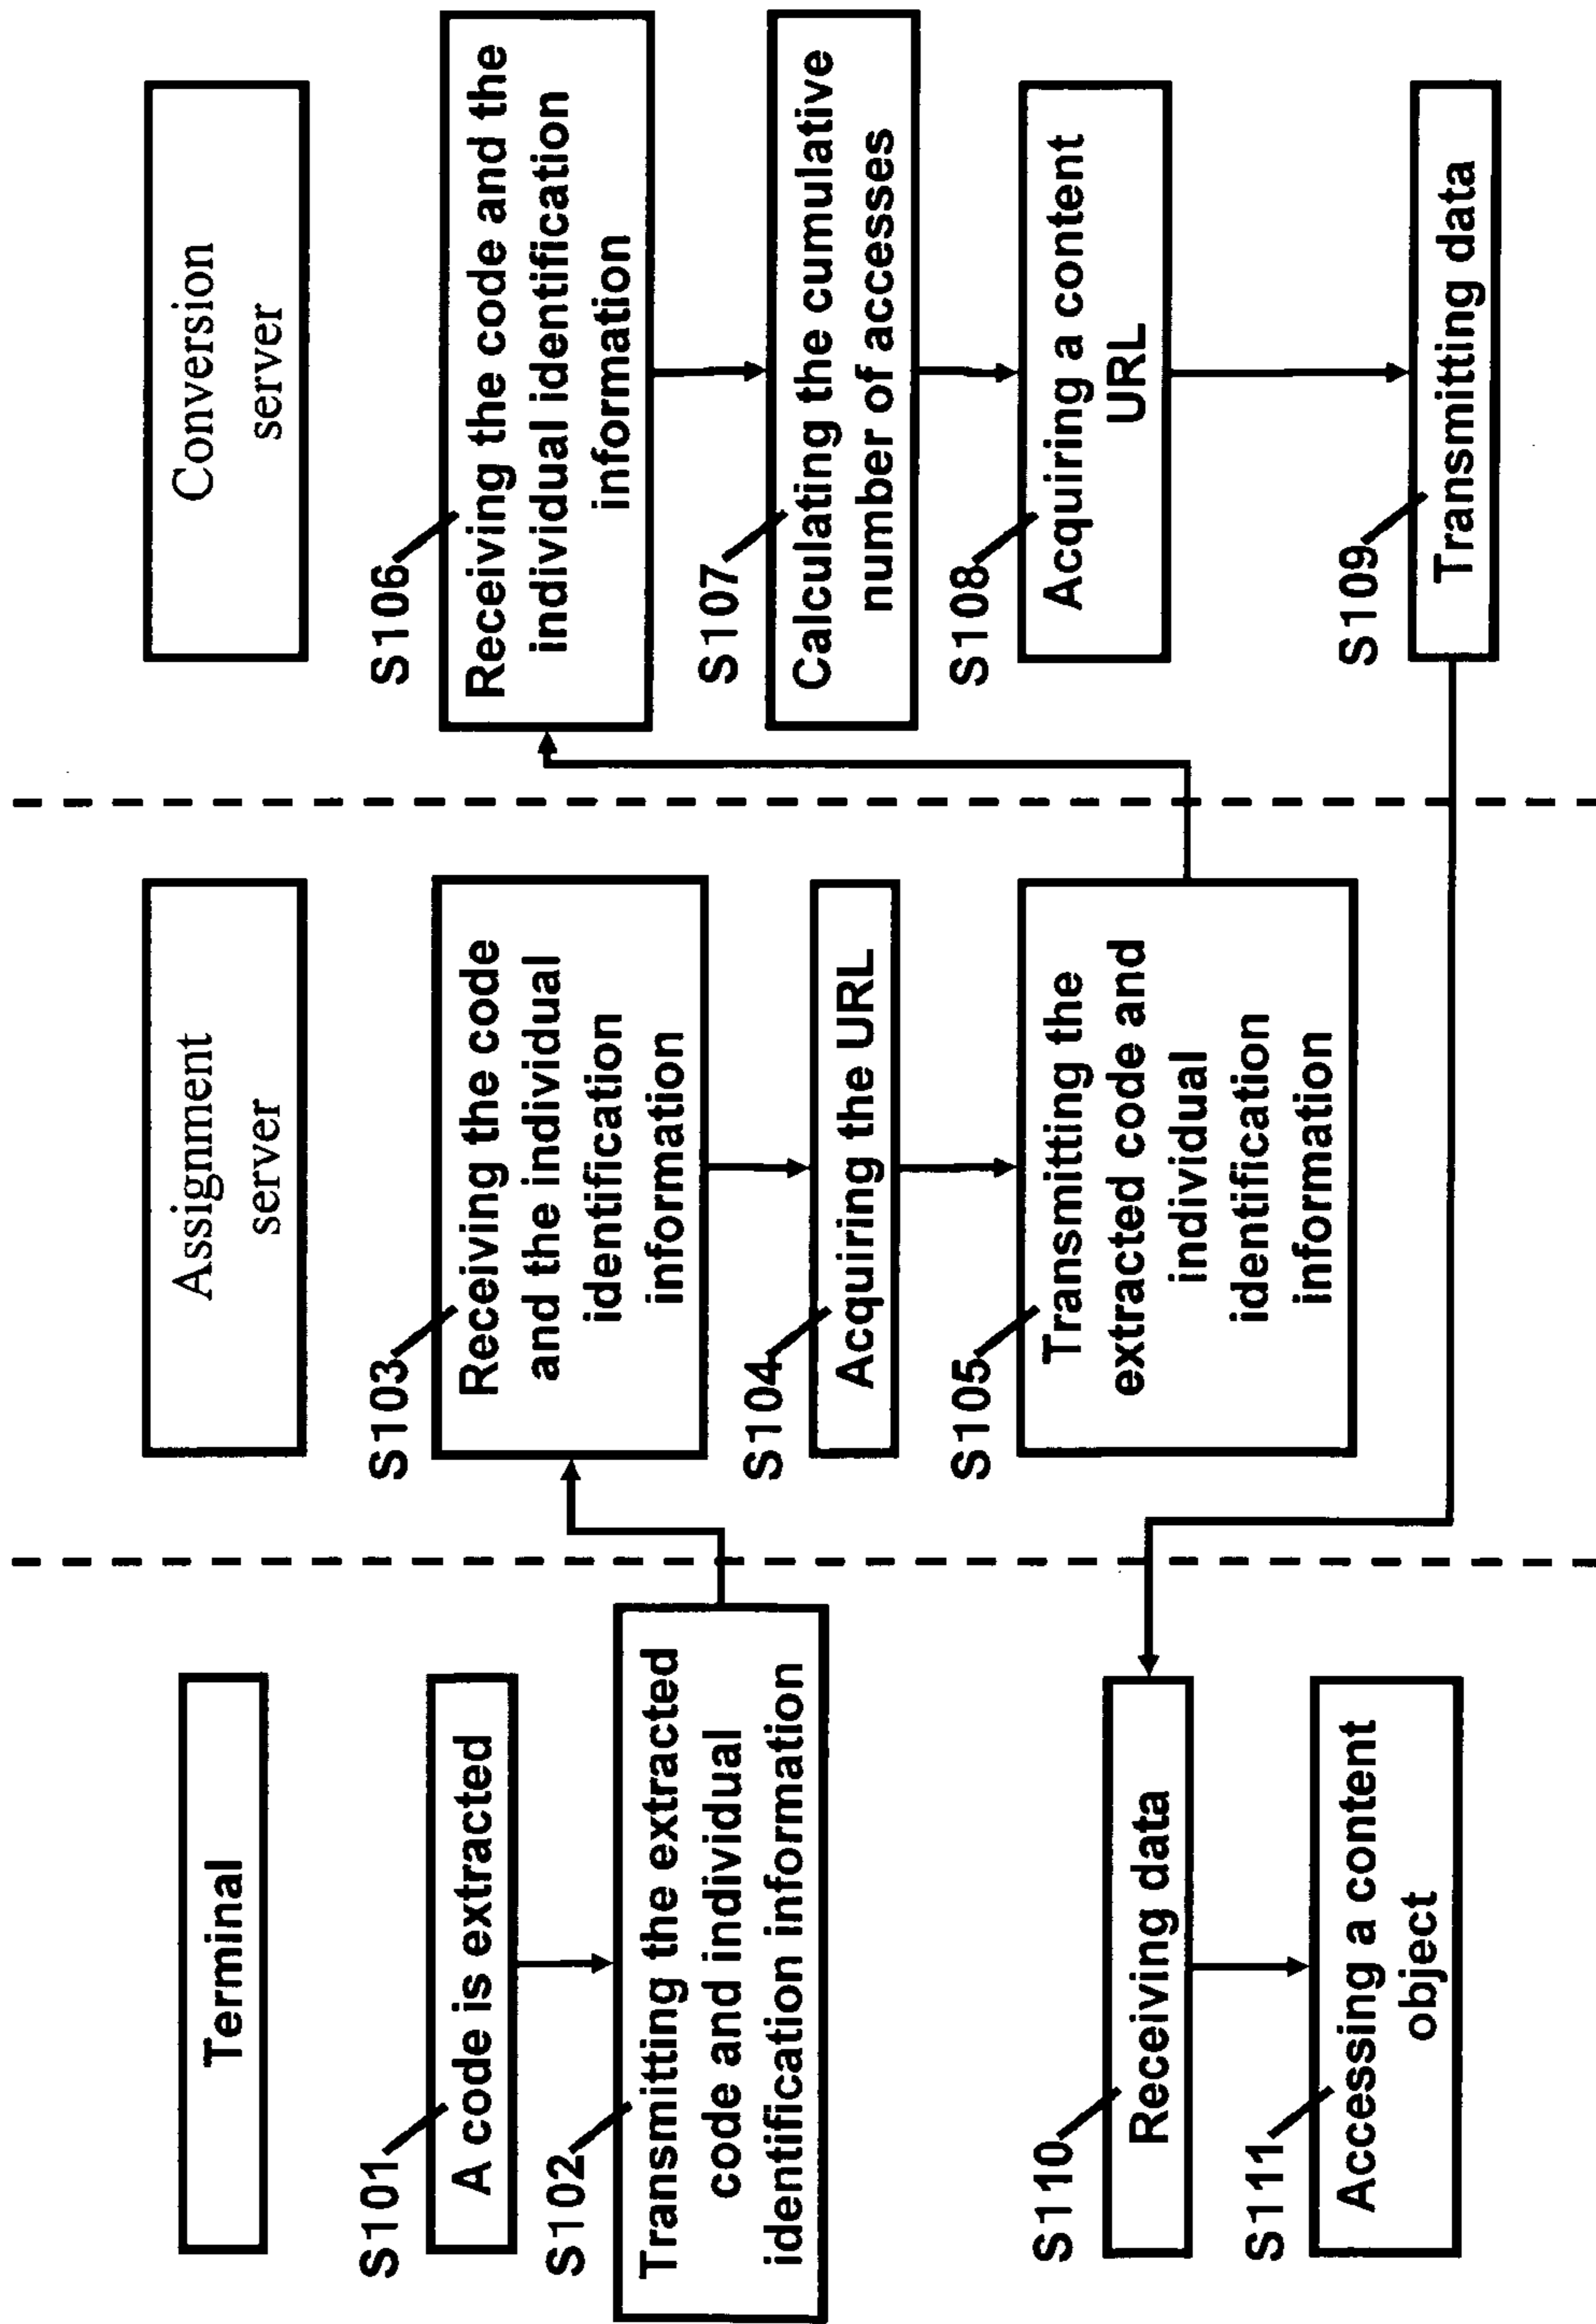 Terminal
S101
A code is extracted
S102
Transmitting the extracted
code and individual
identification information
S110
Receiving data
S111
Accessing a content
object
Assignment
server
S103
Receiving the code
and the individual
identification
information
S104
Acquiring the URL
S105
Transmitting the
extracted code and
individual
identification
information
Conversion
server
S106
Receiving the code and the
individual identification
information
S107
Calculating the cumulative
number of accesses
S108
Acquiring a content
URL
S109
Transmitting data